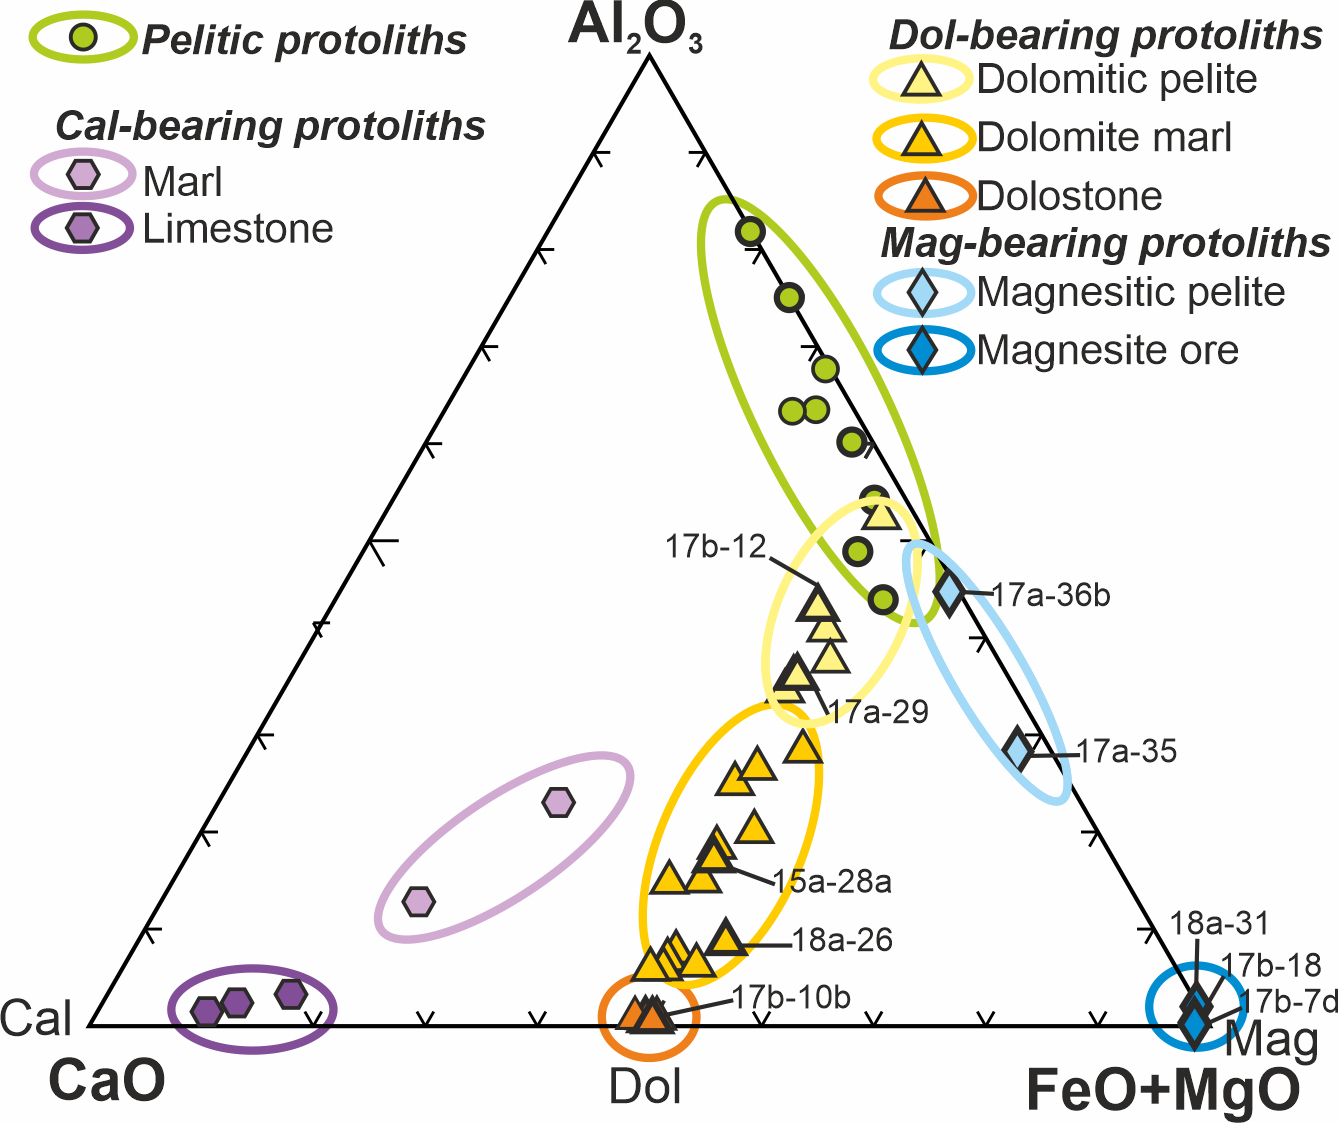 Al₂O₃
Pelitic protoliths
Cal-bearing protoliths
Marl
Limestone
Dol-bearing protoliths
Dolomitic pelite
Dolomite marl
Dolostone
Mag-bearing protoliths
Magnesitic pelite
Magnesite ore
17b-12
17a-36b
17a-29
17a-35
15a-28a
18a-26
18a-31
17b-18
17b-10b
17b-7d
Cal
Mag
CaO
Dol
FeO+MgO